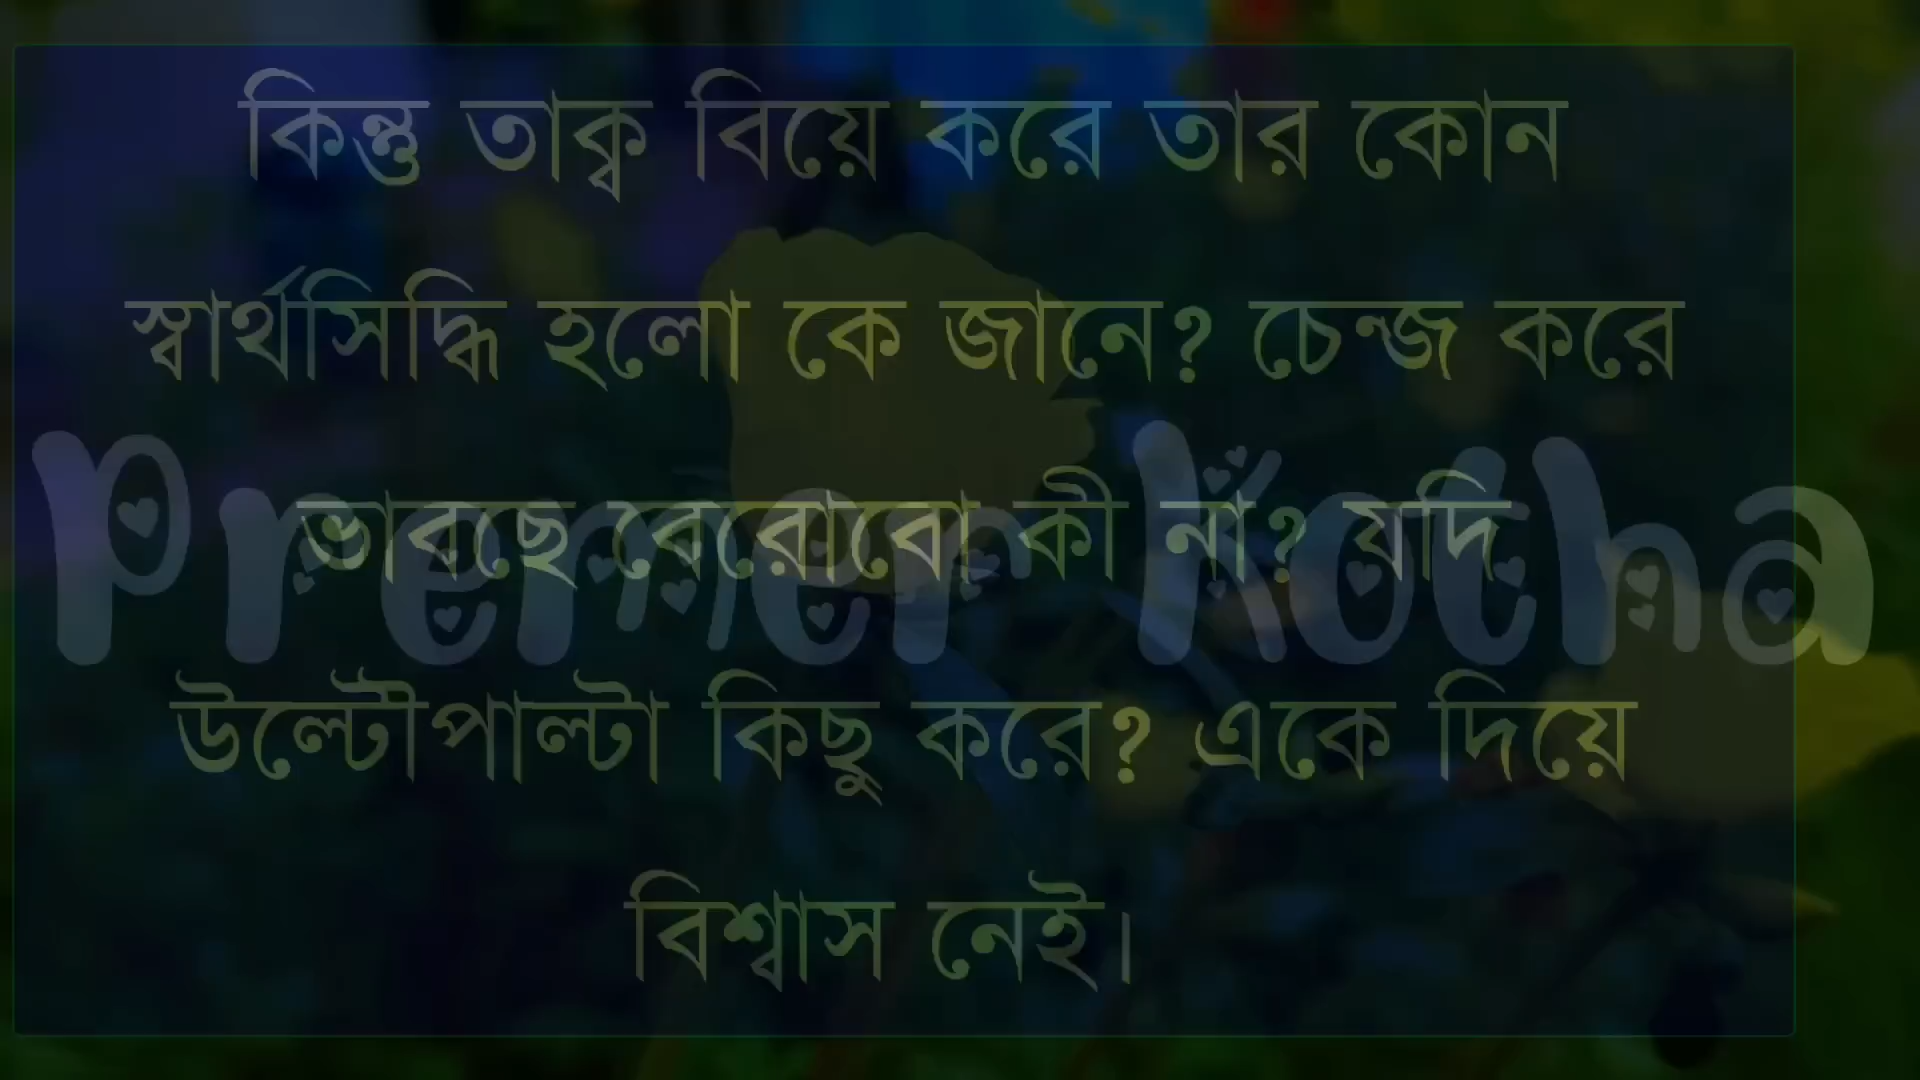 কিন্তু তাক্ব বিয়ে করে তার কোন
স্বার্থসিদ্ধি হলো কে জানে? চেন্জ করে
ভাবছে বেরোবো কী না? যদি
Premer Kotha
উল্টৌপাল্টা কিছু করে? একে দিয়ে
বিশ্বাস নেই।